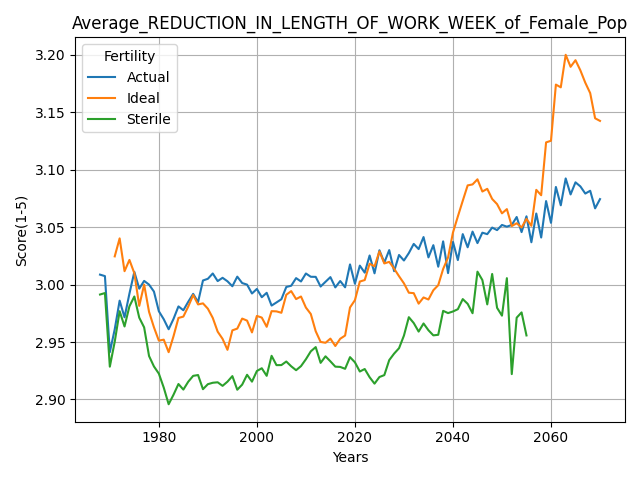 Average_REDUCTION_IN_LENGTH_OF_WORK_WEEK_of_Female_Pop
Fertility
Actual
Ideal
Sterile
Score(1-5)
3.20
3.15
3.10
3.05
3.00
2.95
2.90
1980 2000 2020 2040 2060
Years